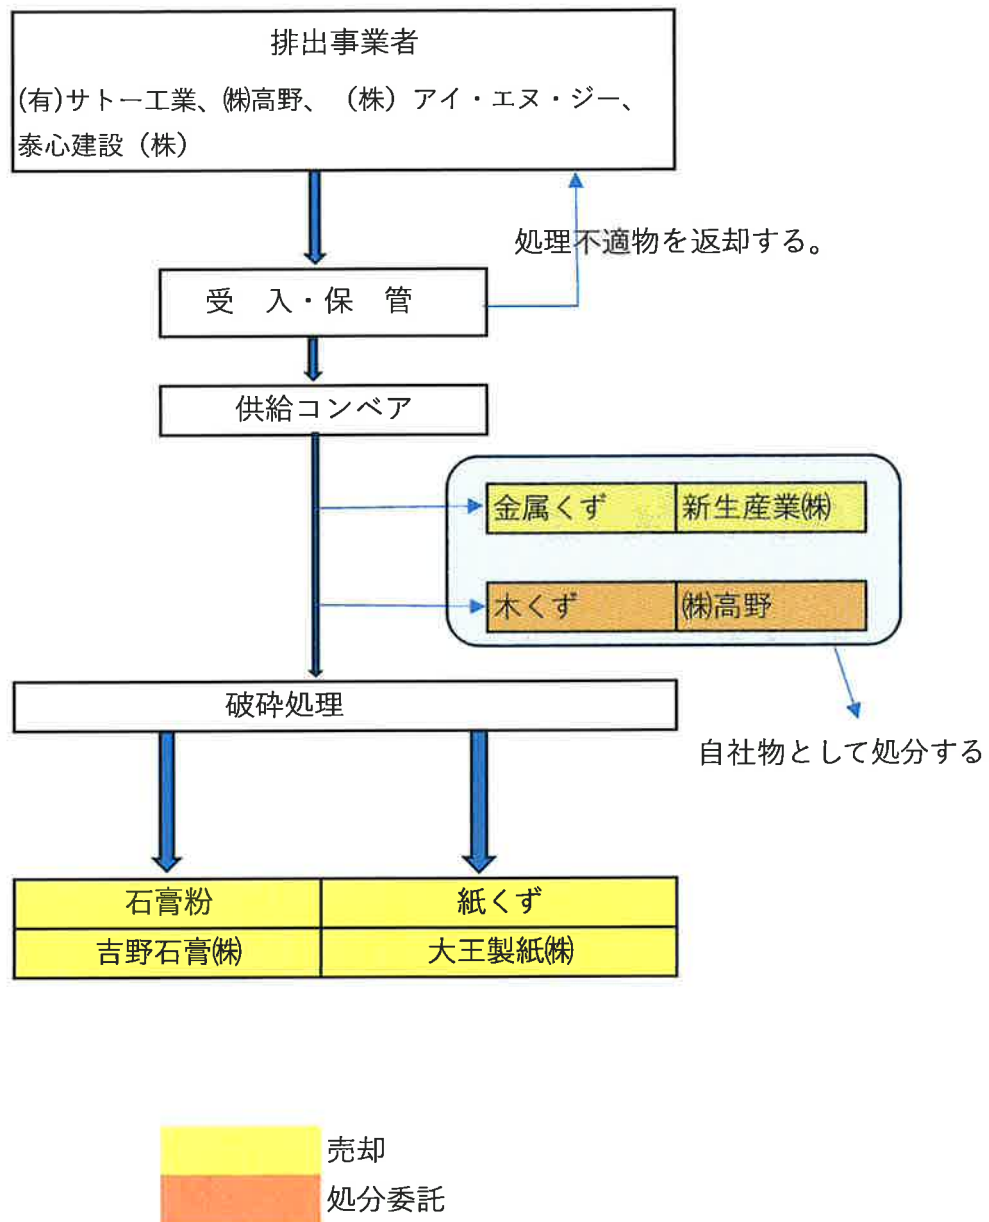 排出事業者
(有)サトー工業、㈱高野、（株）アイ・エヌ・ジー、
泰心建設（株）
処理不適物を返却する。
受　入・保　管
供給コンベア
金属くず 新生産業㈱
木くず ㈱高野
破砕処理
自社物として処分する
石膏粉 紙くず
吉野石膏㈱ 大王製紙㈱
売却
処分委託